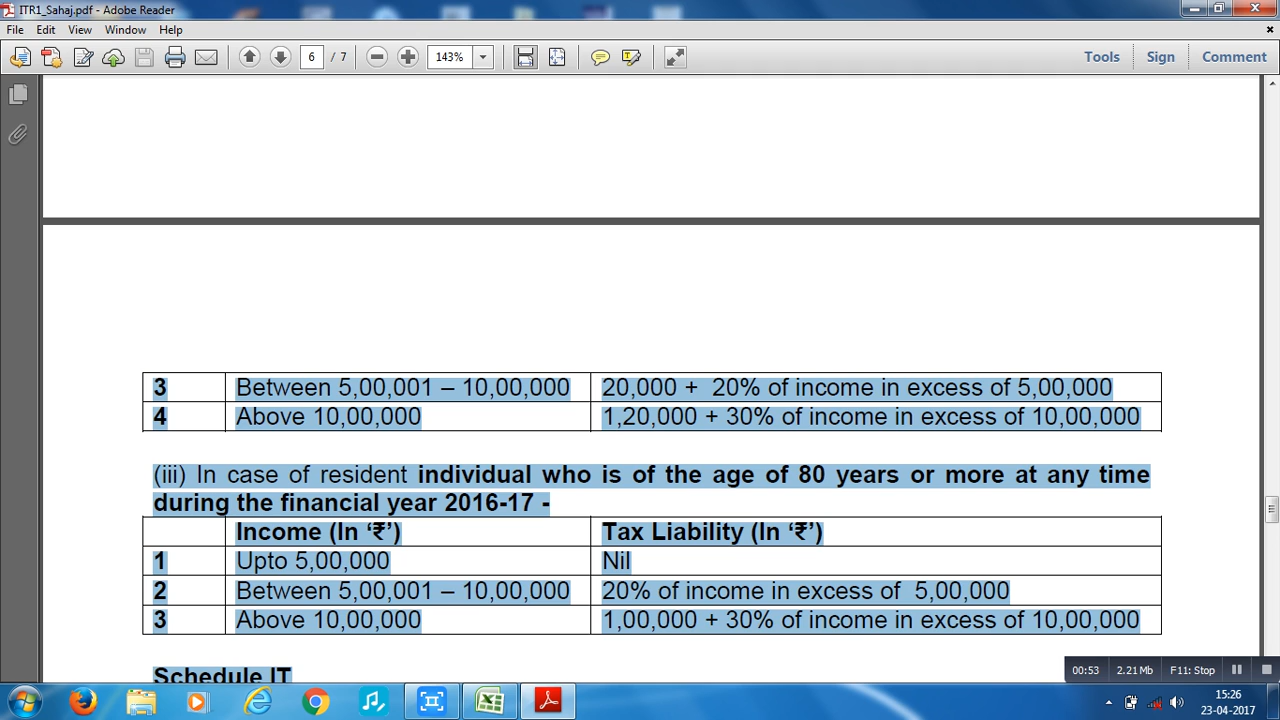 ITR1_Sahaj.pdf - Adobe Reader
File Edit View Window Help
6 / 7 143% Tools Sign Comment
3 Between 5,00,001 – 10,00,000 20,000 + 20% of income in excess of 5,00,000
4 Above 10,00,000 1,20,000 + 30% of income in excess of 10,00,000
(iii) In case of resident individual who is of the age of 80 years or more at any time
during the financial year 2016-17 -
Income (In ‘₹’) Tax Liability (In ‘₹’)
1 Upto 5,00,000 Nil
2 Between 5,00,001 – 10,00,000 20% of income in excess of 5,00,000
3 Above 10,00,000 1,00,000 + 30% of income in excess of 10,00,000
Schedule IT
00:53 2.21 Mb F11: Stop
15:26
23-04-2017